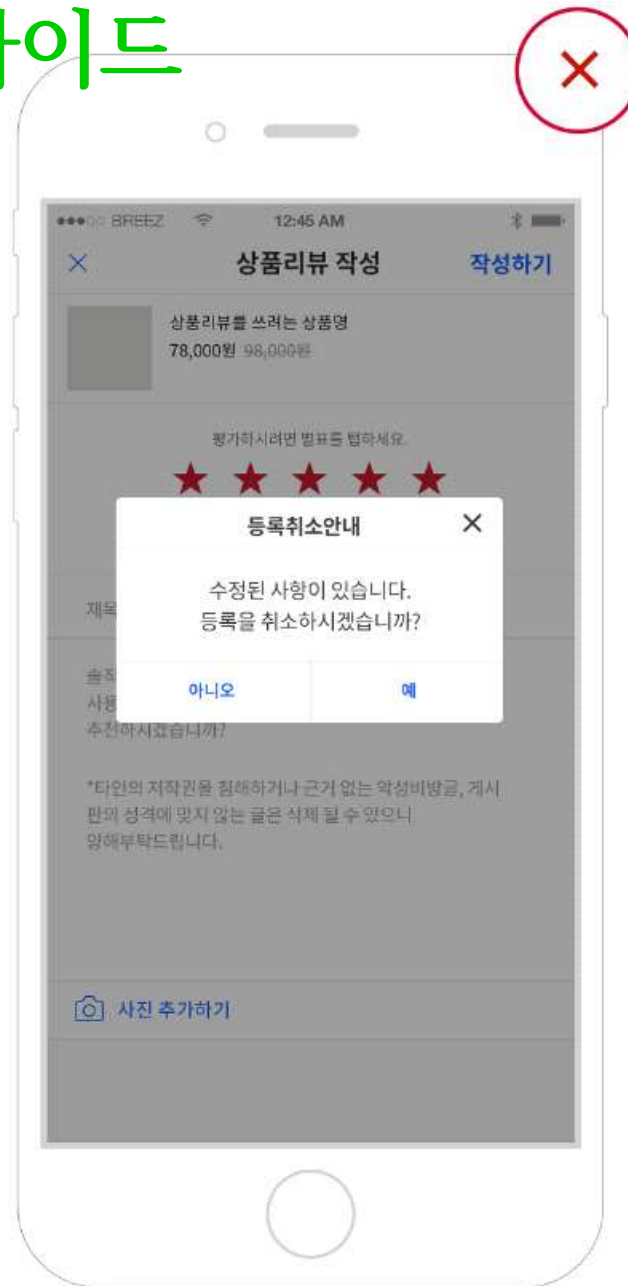 이드
BREEZ 12:45 AM
상품리뷰 작성 작성하기
상품리뷰를 쓰려는 상품명
78,000원 98,000원
평가하시려면 별표를 탭하세요.
등록취소안내
수정된 사항이 있습니다.
등록을 취소하시겠습니까?
제목
아니오 예
솔직
사용
추천하시겠습니까?
*타인의 저작권을 침해하거나 근거 없는 악성비방글, 게시
판의 성격에 맞지 않는 글은 삭제 될 수 있으니
양해부탁드립니다.
사진 추가하기